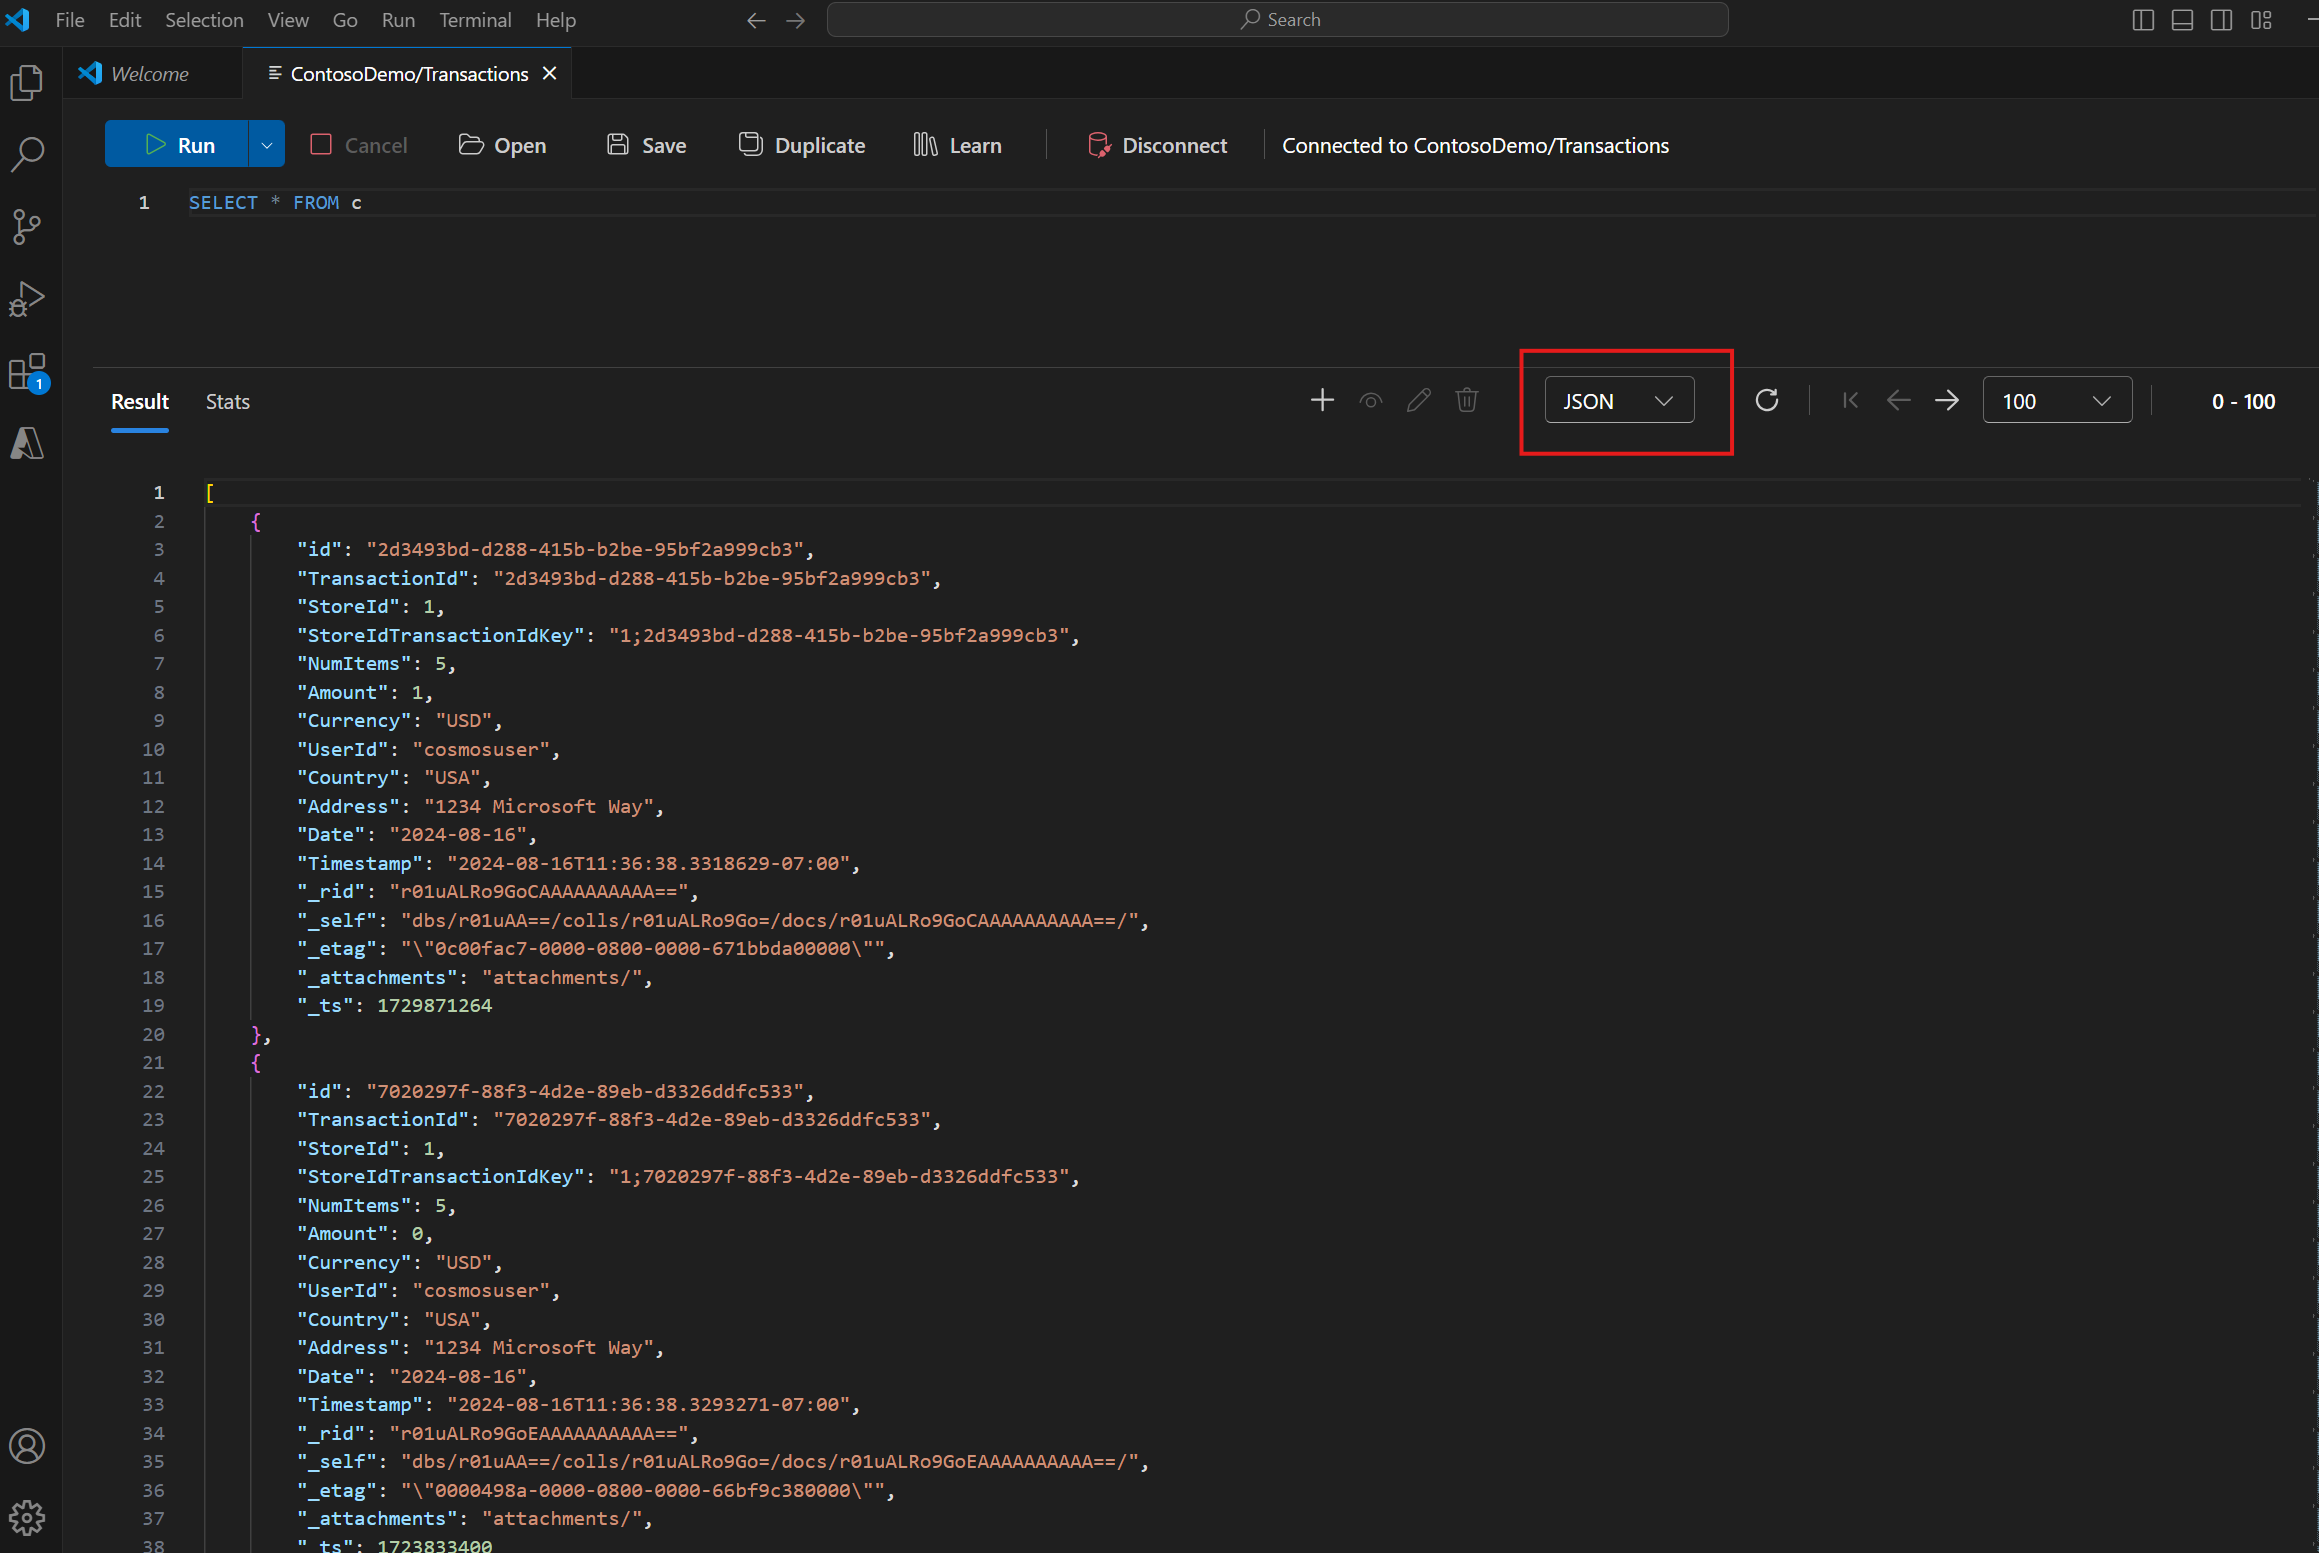 File Edit Selection View Go Run Terminal Help Search
Welcome ContosoDemo/Transactions
Run Cancel Open Save Duplicate Learn Disconnect Connected to ContosoDemo/Transactions
1 SELECT * FROM c
1
Result Stats JSON 100 0 - 100
1 [
2 {
3 "id": "2d3493bd-d288-415b-b2be-95bf2a999cb3",
4 "TransactionId": "2d3493bd-d288-415b-b2be-95bf2a999cb3",
5 "StoreId": 1,
6 "StoreIdTransactionIdKey": "1;2d3493bd-d288-415b-b2be-95bf2a999cb3",
7 "NumItems": 5,
8 "Amount": 1,
9 "Currency": "USD",
10 "UserId": "cosmosuser",
11 "Country": "USA",
12 "Address": "1234 Microsoft Way",
13 "Date": "2024-08-16",
14 "Timestamp": "2024-08-16T11:36:38.3318629-07:00",
15 "_rid": "r01uALRo9GoCAAAAAAAAAA==",
16 "_self": "dbs/r01uAA==/colls/r01uALRo9Go=/docs/r01uALRo9GoCAAAAAAAAAA==/",
17 "_etag": "\"0c00fac7-0000-0800-0000-671bbda00000\"",
18 "_attachments": "attachments/",
19 "_ts": 1729871264
20 },
21 {
22 "id": "7020297f-88f3-4d2e-89eb-d3326ddfc533",
23 "TransactionId": "7020297f-88f3-4d2e-89eb-d3326ddfc533",
24 "StoreId": 1,
25 "StoreIdTransactionIdKey": "1;7020297f-88f3-4d2e-89eb-d3326ddfc533",
26 "NumItems": 5,
27 "Amount": 0,
28 "Currency": "USD",
29 "UserId": "cosmosuser",
30 "Country": "USA",
31 "Address": "1234 Microsoft Way",
32 "Date": "2024-08-16",
33 "Timestamp": "2024-08-16T11:36:38.3293271-07:00",
34 "_rid": "r01uALRo9GoEAAAAAAAAAA==",
35 "_self": "dbs/r01uAA==/colls/r01uALRo9Go=/docs/r01uALRo9GoEAAAAAAAAAA==/",
36 "_etag": "\"0000498a-0000-0800-0000-66bf9c380000\"",
37 "_attachments": "attachments/",
38 "_ts": 1723833400